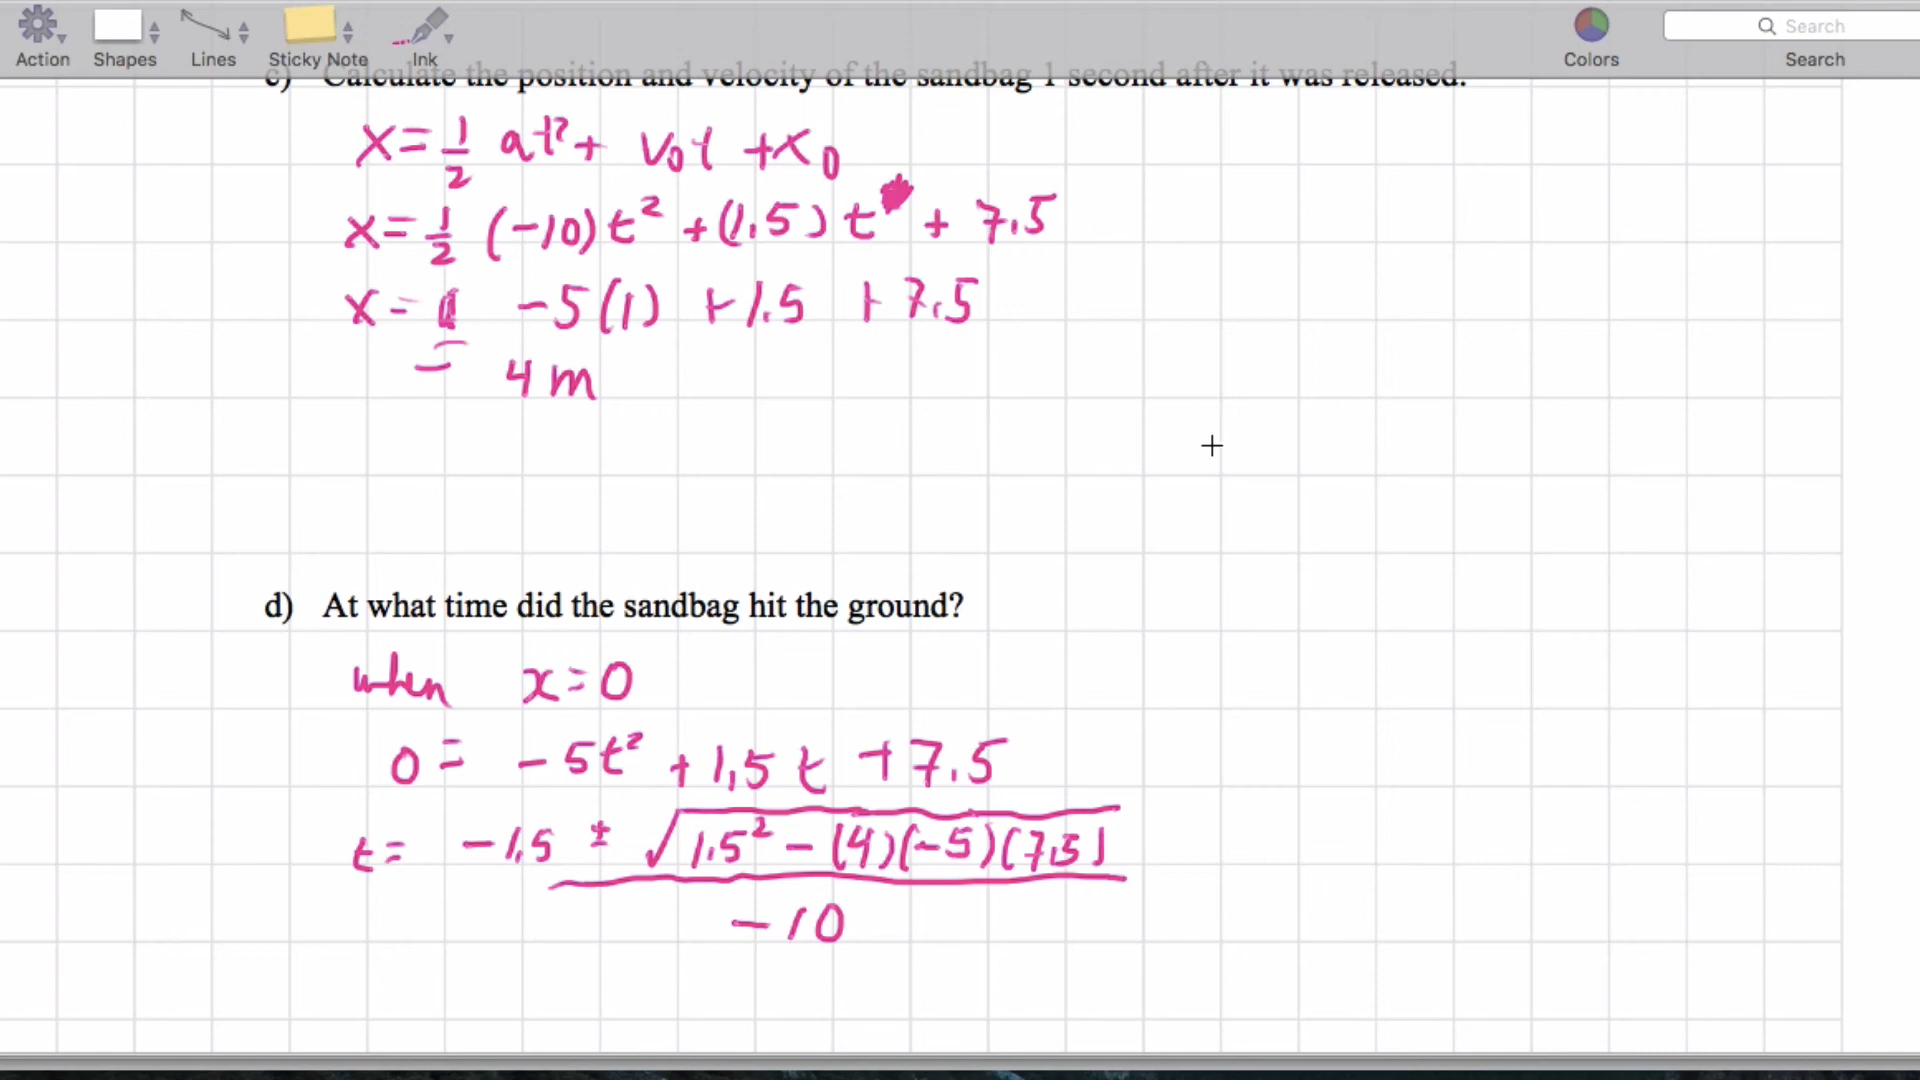 Action Shapes Lines Sticky Note Ink Colors Search Search
c) Calculate the position and velocity of the sandbag 1 second after it was released.
x = 1/2 at² + v₀t + x₀
x = 1/2 (-10)t² + (1.5)t + 7.5
x = -5(1) + 1.5 + 7.5
= 4m
d) At what time did the sandbag hit the ground?
when x=0
0 = -5t² + 1.5t + 7.5
t = -1.5 ± √1.5² - (4)(-5)(7.5)
-10